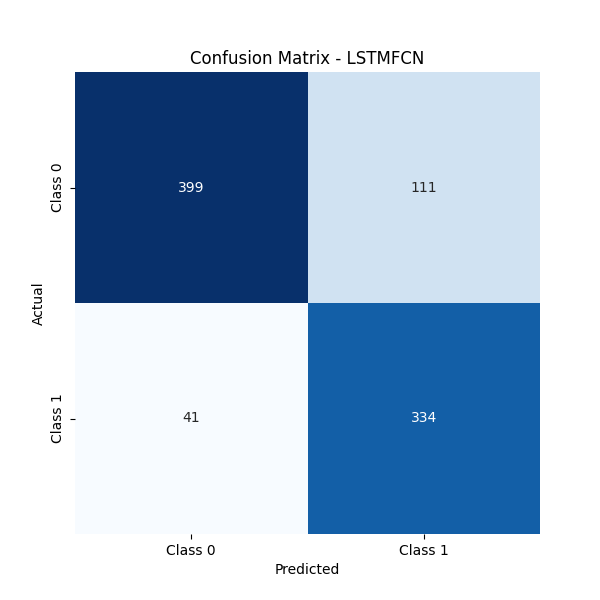 Confusion Matrix - LSTMFCN
Class 0
399
111
Actual
Class 1
41
334
Class 0
Class 1
Predicted